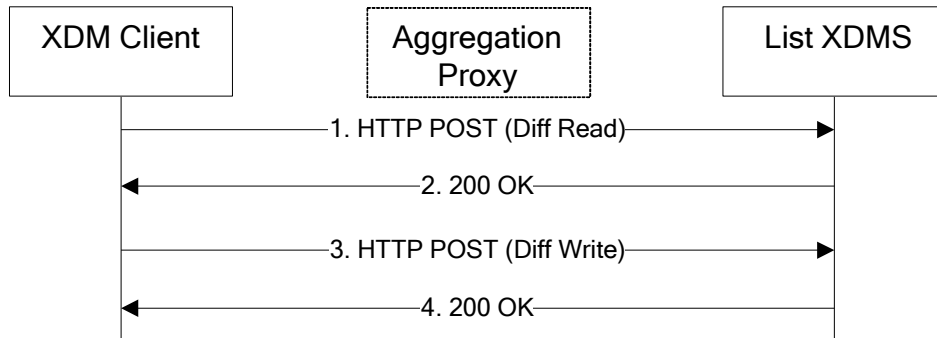 XDM Client
Aggregation
Proxy
List XDMS
1. HTTP POST (Diff Read)
2. 200 OK
3. HTTP POST (Diff Write)
4. 200 OK